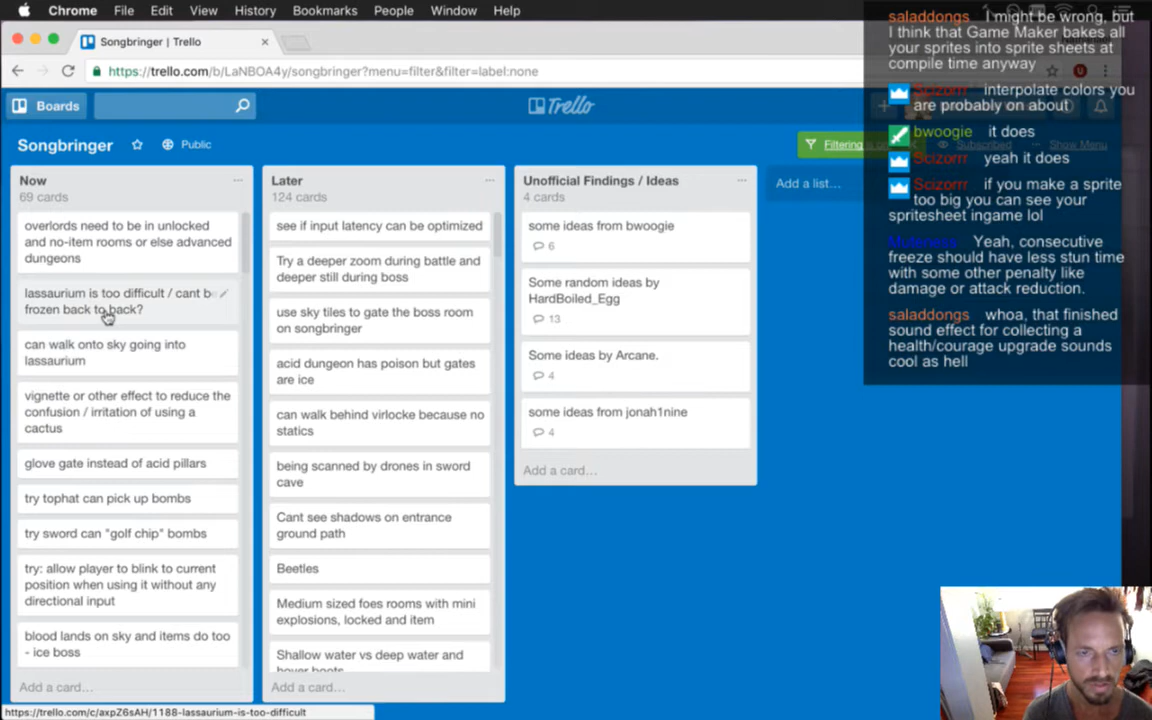 Chrome File Edit View History Bookmarks People Window Help
Songbringer | Trello
https://trello.com/b/LaNBOA4y/songbringer?menu=filter&filter=label:none
Boards
Trello
Songbringer
Public
Filtering is
Subscribed
Show Menu
Now
69 cards
overlords need to be in unlocked
and no-item rooms or else advanced
dungeons
lassaurium is too difficult / cant b
frozen back to back?
can walk onto sky going into
lassaurium
vignette or other effect to reduce the
confusion / irritation of using a
cactus
glove gate instead of acid pillars
try tophat can pick up bombs
try sword can "golf chip" bombs
try: allow player to blink to current
position when using it without any
directional input
blood lands on sky and items do too
- ice boss
Add a card...
Later
124 cards
see if input latency can be optimized
Try a deeper zoom during battle and
deeper still during boss
use sky tiles to gate the boss room
on songbringer
acid dungeon has poison but gates
are ice
can walk behind virlocke because no
statics
being scanned by drones in sword
cave
Cant see shadows on entrance
ground path
Beetles
Medium sized foes rooms with mini
explosions, locked and item
Shallow water vs deep water and
hover boots
Add a card...
Unofficial Findings / Ideas
4 cards
some ideas from bwoogie
6
Some random ideas by
HardBoiled_Egg
13
Some ideas by Arcane.
4
some ideas from jonah1nine
4
Add a card...
Add a list...
saladdongs I might be wrong, but
I think that Game Maker bakes all
your sprites into sprite sheets at
compile time anyway
Scizorrr interpolate colors you
are probably on about
bwoogie it does
Scizorrr yeah it does
Scizorrr if you make a sprite
too big you can see your
spritesheet ingame lol
Yeah, consecutive
freeze should have less stun time
with some other penalty like
damage or attack reduction.
saladdongs whoa, that finished
sound effect for collecting a
health/courage upgrade sounds
cool as hell
https://trello.com/c/axpZ6sAH/1188-lassaurium-is-too-difficult